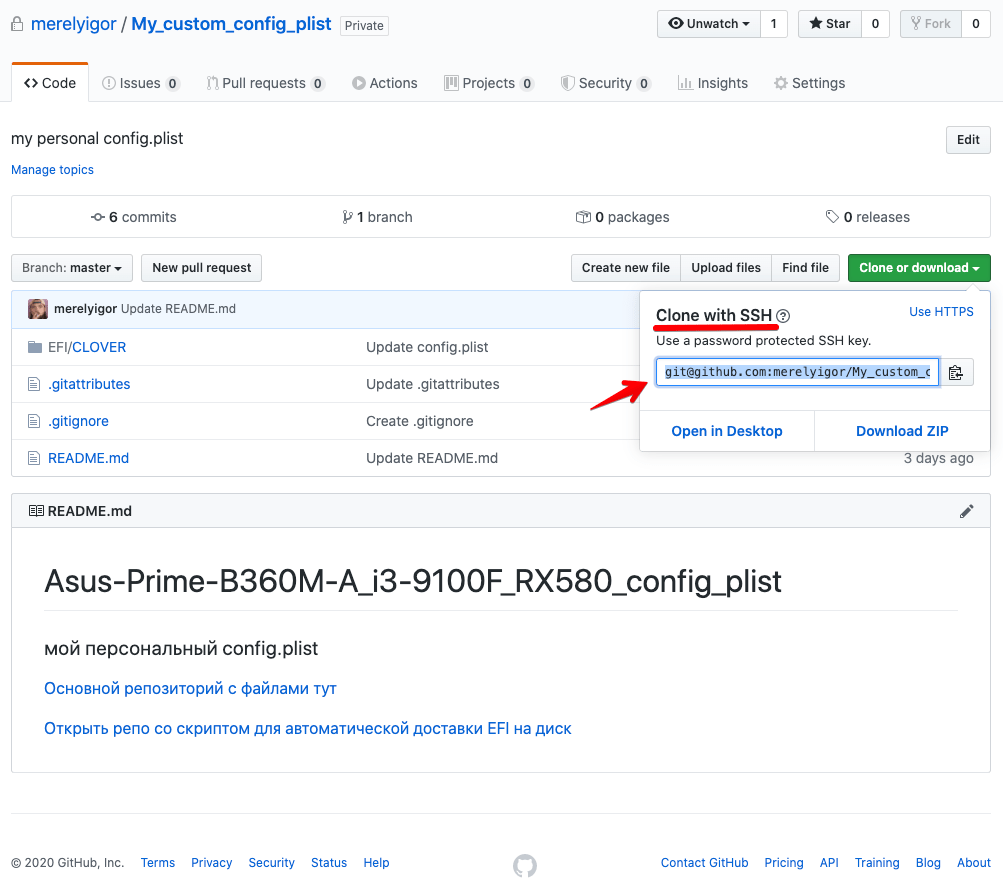 merelyigor / My_custom_config_plist Private Unwatch 1 Star 0 Fork 0
Code Issues 0 Pull requests 0 Actions Projects 0 Security 0 Insights Settings
my personal config.plist Edit
Manage topics
6 commits 1 branch 0 packages 0 releases
Branch: master New pull request Create new file Upload files Find file Clone or download
merelyigor Update README.md
EFI/CLOVER Update config.plist
.gitattributes Update .gitattributes
.gitignore Create .gitignore
README.md Update README.md 3 days ago
Clone with SSH ? Use HTTPS
Use a password protected SSH key.
git@github.com:merelyigor/My_custom_c
Open in Desktop Download ZIP
README.md
Asus-Prime-B360M-A_i3-9100F_RX580_config_plist
мой персональный config.plist
Основной репозиторий с файлами тут
Открыть репо со скриптом для автоматической доставки EFI на диск
© 2020 GitHub, Inc. Terms Privacy Security Status Help Contact GitHub Pricing API Training Blog About